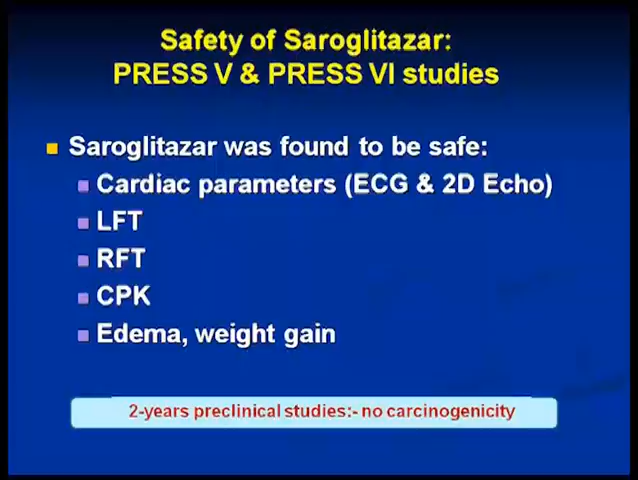 Safety of Saroglitazar:
PRESS V & PRESS VI studies
Saroglitazar was found to be safe:
Cardiac parameters (ECG & 2D Echo)
LFT
RFT
CPK
Edema, weight gain
2-years preclinical studies:- no carcinogenicity